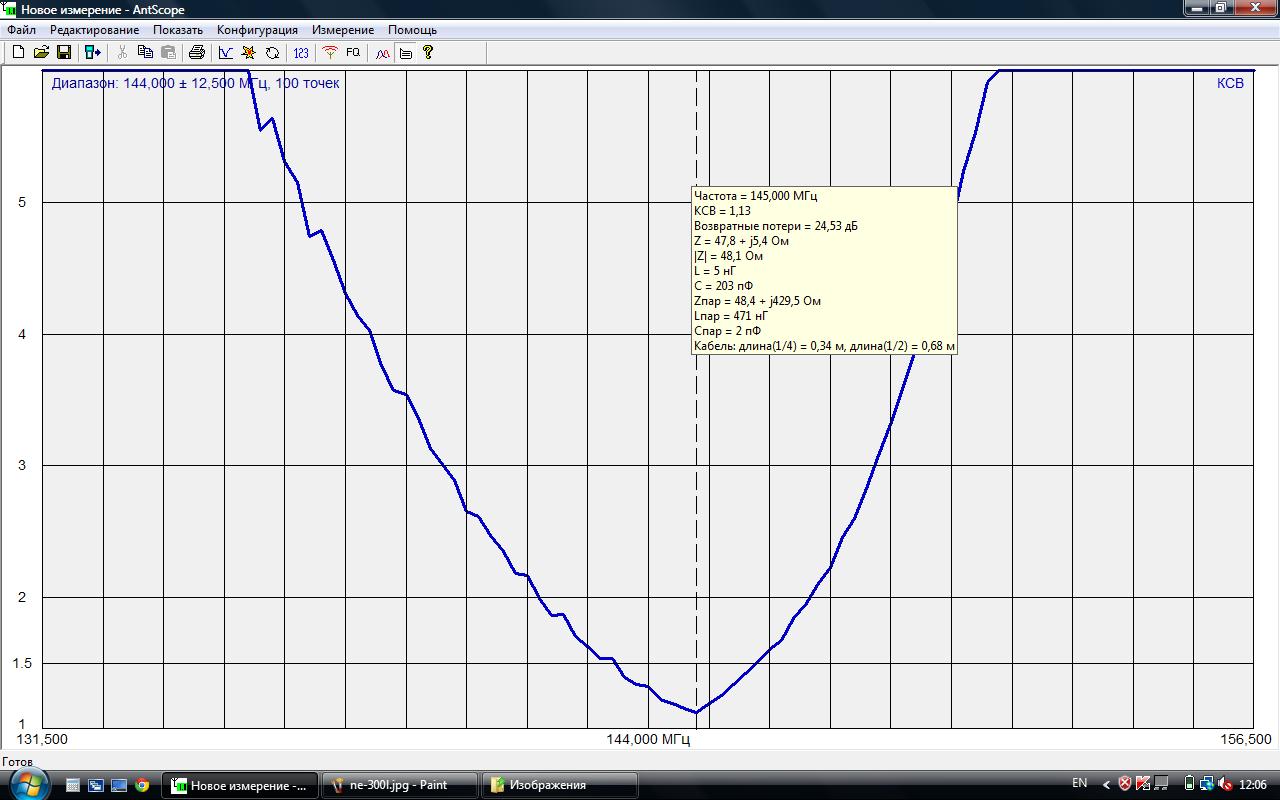 Новое измерение - AntScope
Файл Редактирование Показать Конфигурация Измерение Помощь
123 FQ
Диапазон: 144,000 ± 12,500 МГц, 100 точек
КСВ
5
4
3
2
1.5
1
Частота = 145,000 МГц
КСВ = 1,13
Возвратные потери = 24,53 дБ
Z = 47,8 + j5,4 Ом
|Z| = 48,1 Ом
L = 5 нГ
C = 203 пФ
Zпар = 48,4 + j429,5 Ом
Lпар = 471 нГ
Cпар = 2 пФ
Кабель: длина(1/4) = 0,34 м, длина(1/2) = 0,68 м
131,500 144,000 МГц 156,500
Готов
Новое измерение -... ne-300l.jpg - Paint Изображения EN 12:06